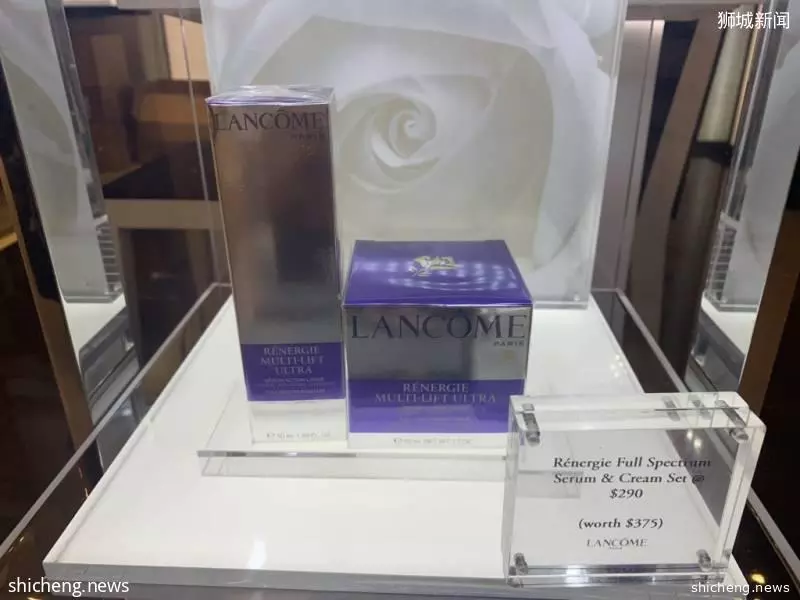 狮城新闻
LANCÔME
PARIS
RÉNERGIE
MULTI-LIFT
ULTRA
LANCÔME
PARIS
RÉNERGIE
MULTI-LIFT ULTRA
Rénergie Full Spectrum
Serum & Cream Set @
$290
(worth $375)
LANCÔME
shicheng.news
shicheng.news